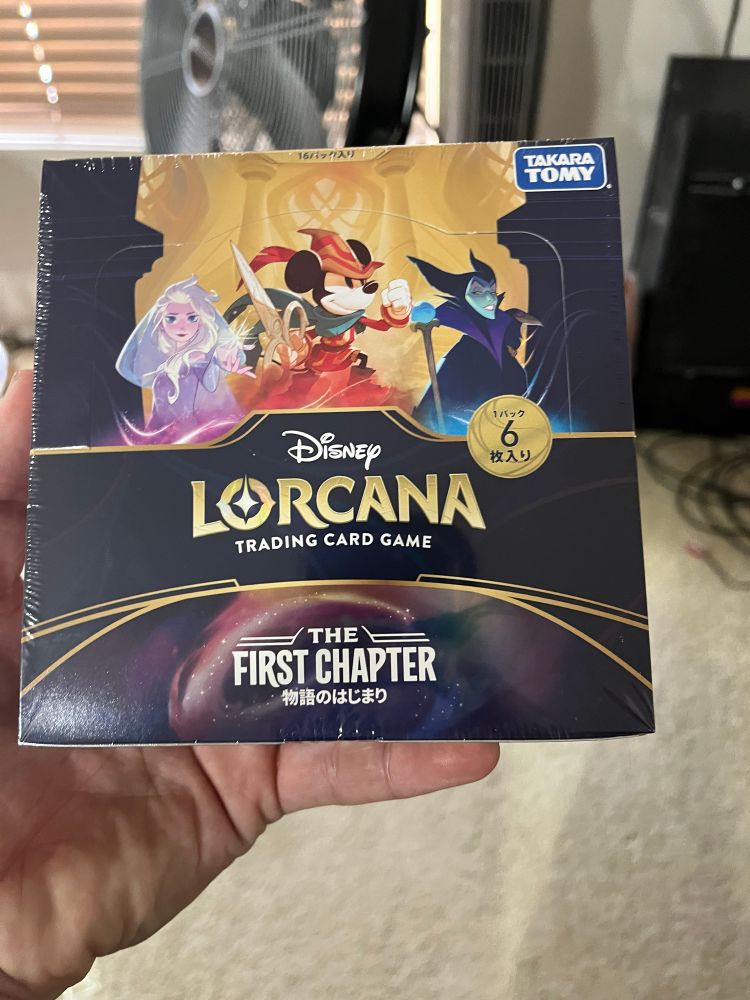 16パック入り
TAKARA
TOMY
1パック
6
枚入り
Disney
LORCANA
TRADING CARD GAME
THE
FIRST CHAPTER
物語のはじまり